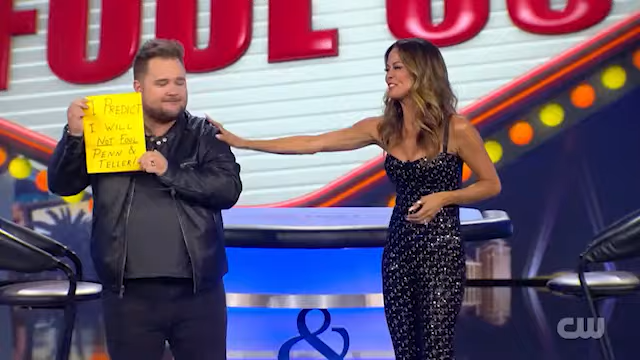 FOOL US
I PREDICT
I WILL
NOT FOOL
PENN &
TELLER!
&
CW